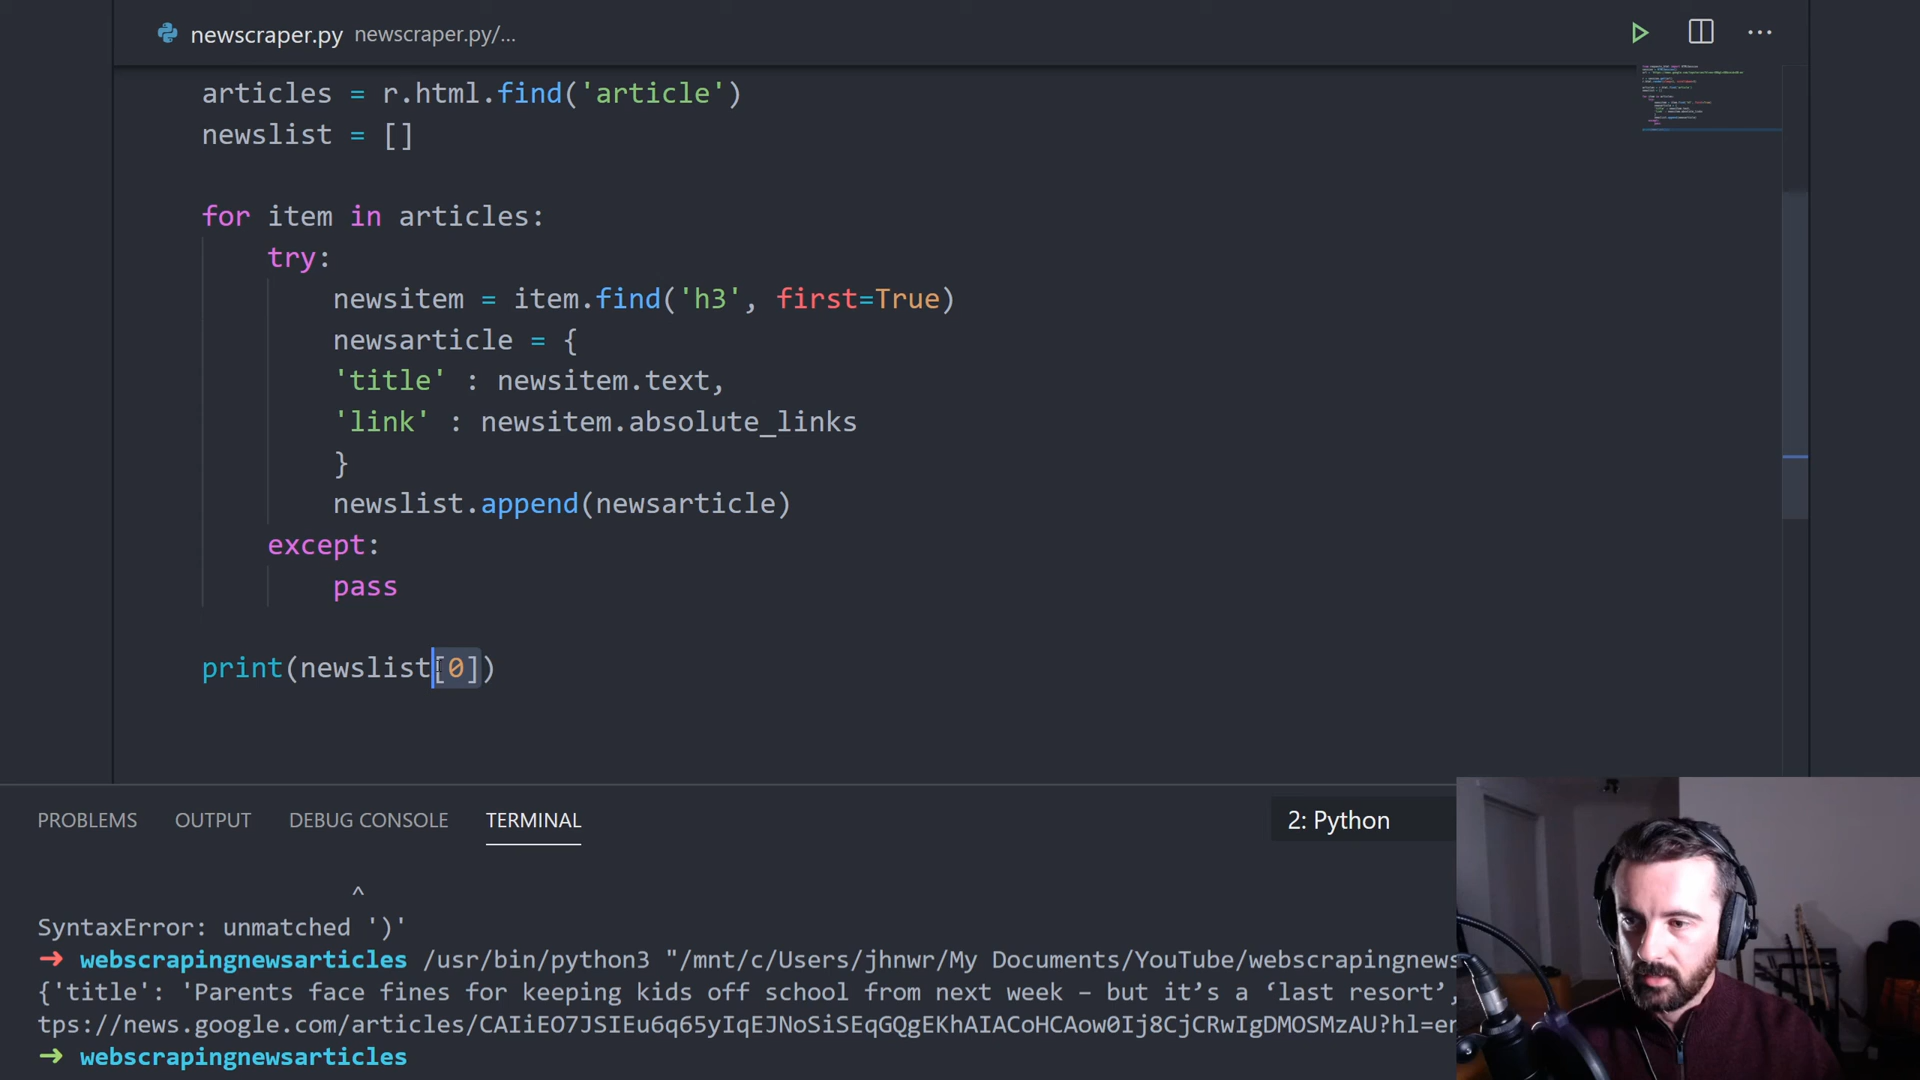 newscraper.py newscraper.py/...
articles = r.html.find('article')
newslist = []
for item in articles:
try:
newsitem = item.find('h3', first=True)
newsarticle = {
'title' : newsitem.text,
'link' : newsitem.absolute_links
}
newslist.append(newsarticle)
except:
pass
print(newslist[0])
PROBLEMS OUTPUT DEBUG CONSOLE TERMINAL 2: Python
^
SyntaxError: unmatched ')'
→ webscrapingnewsarticles /usr/bin/python3 "/mnt/c/Users/jhnwr/My Documents/YouTube/webscrapingnews
{'title': 'Parents face fines for keeping kids off school from next week – but it’s a ‘last resort’,
tps://news.google.com/articles/CAIiEO7JSIEu6q65yIqEJNoSiSEqGQgEKhAIACoHCAow0Ij8CjCRwIgDMOSMzAU?hl=en
→ webscrapingnewsarticles